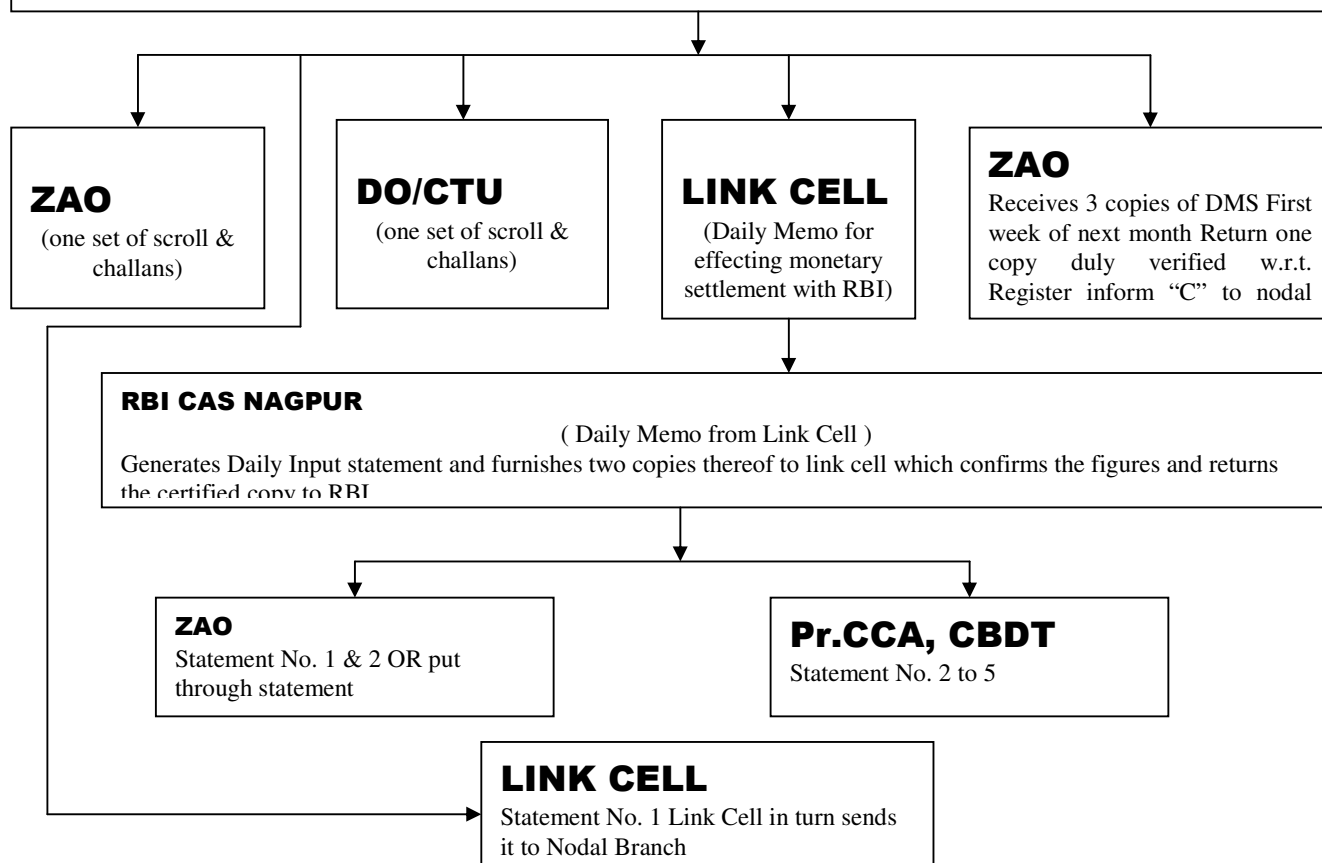 ZAO
(one set of scroll &
challans)
DO/CTU
(one set of scroll &
challans)
LINK CELL
(Daily Memo for
effecting monetary
settlement with RBI)
ZAO
Receives 3 copies of DMS First
week of next month Return one
copy duly verified w.r.t.
Register inform “C” to nodal
RBI CAS NAGPUR
( Daily Memo from Link Cell )
Generates Daily Input statement and furnishes two copies thereof to link cell which confirms the figures and returns
the certified copy to RBI
ZAO
Statement No. 1 & 2 OR put
through statement
Pr.CCA, CBDT
Statement No. 2 to 5
LINK CELL
Statement No. 1 Link Cell in turn sends
it to Nodal Branch